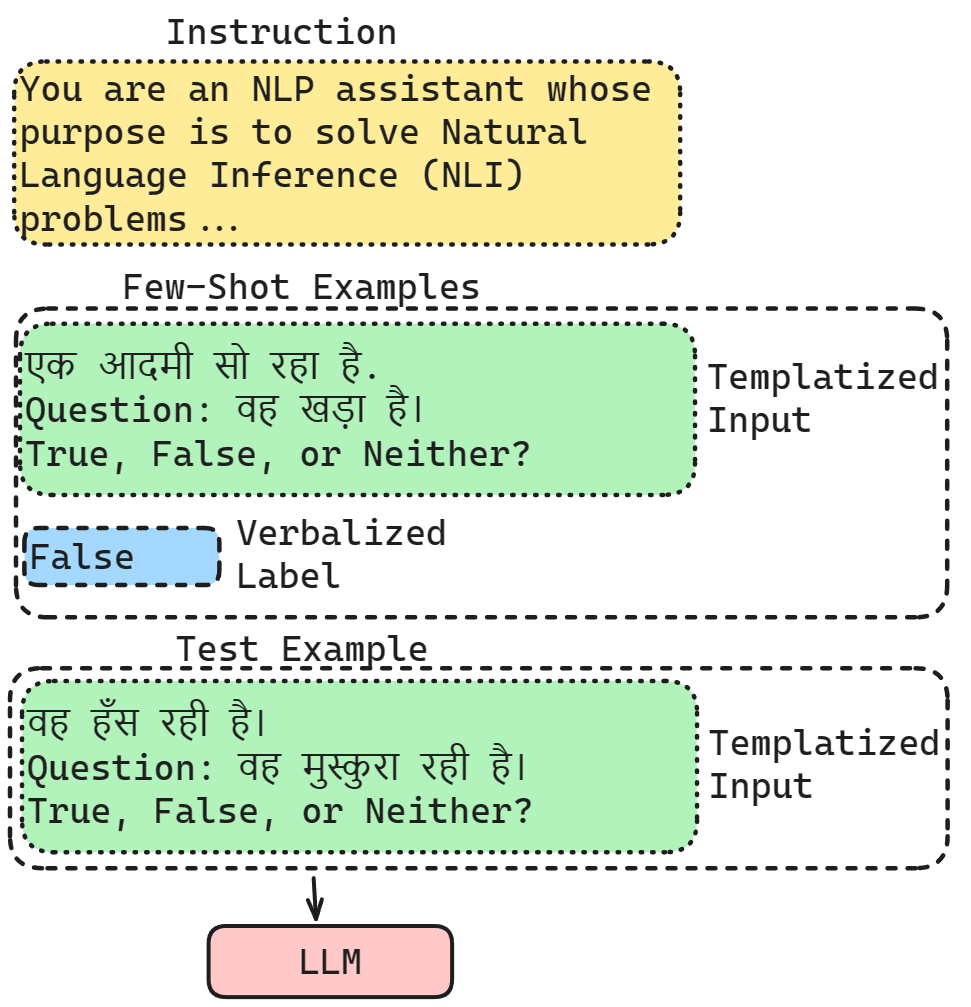 Instruction
You are an NLP assistant whose
purpose is to solve Natural
Language Inference (NLI)
problems ...
Few-Shot Examples
एक आदमी सो रहा है.
Question: वह खड़ा है।
True, False, or Neither?
Templatized
Input
False
Verbalized
Label
Test Example
वह हँस रही है।
Question: वह मुस्कुरा रही है।
True, False, or Neither?
Templatized
Input
LLM